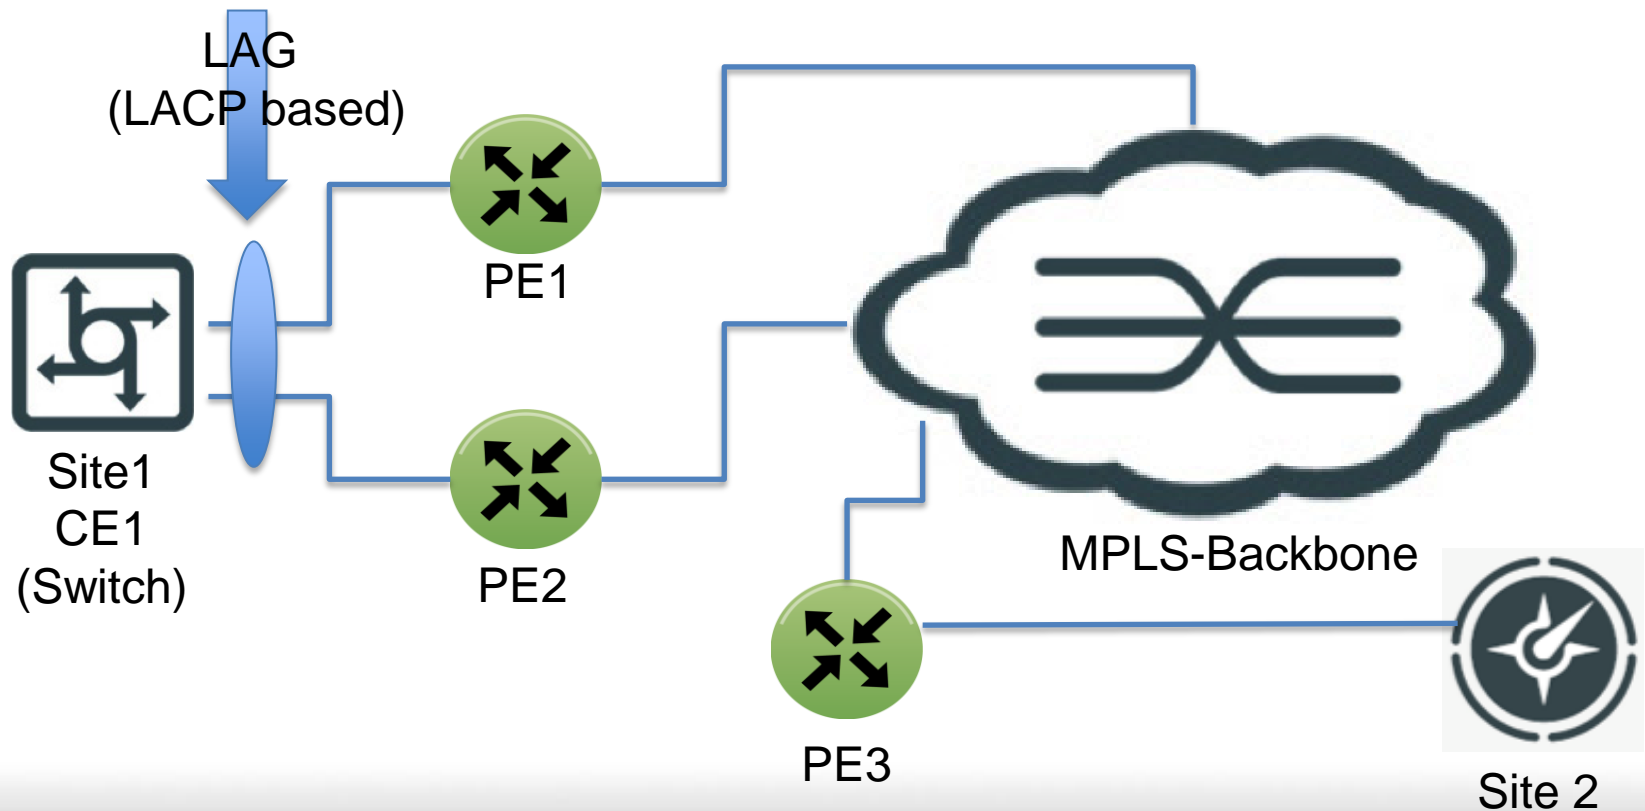 LAG
(LACP based)
PE1
Site1
CE1
(Switch)
PE2
MPLS-Backbone
PE3
Site 2